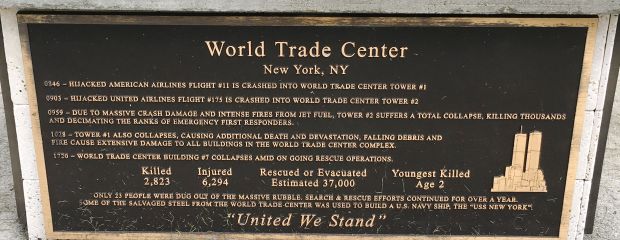 World Trade Center
New York, NY
0846 – HIJACKED AMERICAN AIRLINES FLIGHT #11 IS CRASHED INTO WORLD TRADE CENTER TOWER #1
0903 – HIJACKED UNITED AIRLINES FLIGHT #175 IS CRASHED INTO WORLD TRADE CENTER TOWER #2
0959 – DUE TO MASSIVE CRASH DAMAGE AND INTENSE FIRES FROM JET FUEL, TOWER #2 SUFFERS A TOTAL COLLAPSE, KILLING THOUSANDS
AND DECIMATING THE RANKS OF EMERGENCY FIRST RESPONDERS.
1028 – TOWER #1 ALSO COLLAPSES, CAUSING ADDITIONAL DEATH AND DEVASTATION, FALLING DEBRIS AND
FIRE CAUSE EXTENSIVE DAMAGE TO ALL BUILDINGS IN THE WORLD TRADE CENTER COMPLEX.
1720 – WORLD TRADE CENTER BUILDING #7 COLLAPSES AMID ON GOING RESCUE OPERATIONS.
Killed Injured Rescued or Evacuated Youngest Killed
2,823 6,294 Estimated 37,000 Age 2
ONLY 23 PEOPLE WERE DUG OUT OF THE MASSIVE RUBBLE. SEARCH & RESCUE EFFORTS CONTINUED FOR OVER A YEAR.
SOME OF THE SALVAGED STEEL FROM THE WORLD TRADE CENTER WAS USED TO BUILD A U.S. NAVY SHIP, THE "USS NEW YORK".
"United We Stand"